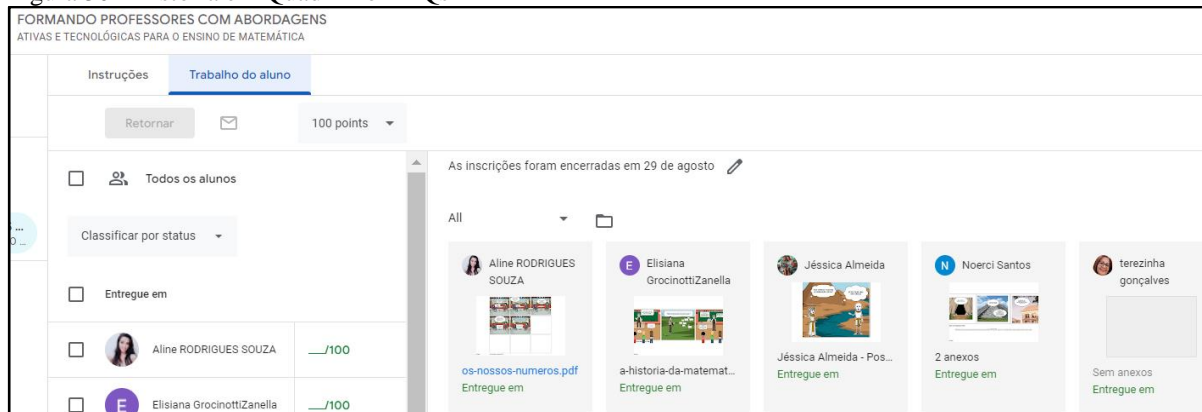 FORMANDO PROFESSORES COM ABORDAGENS
ATIVAS E TECNOLÓGICAS PARA O ENSINO DE MATEMÁTICA
Instruções
Trabalho do aluno
Retornar
100 points
Todos os alunos
Classificar por status
Entregue em
Aline RODRIGUES SOUZA
__/100
E
Elisiana GrocinottiZanella
__/100
As inscrições foram encerradas em 29 de agosto
All
Aline RODRIGUES
SOUZA
os-nossos-numeros.pdf
Entregue em
E
Elisiana
GrocinottiZanella
a-historia-da-matemat...
Entregue em
Jéssica Almeida
Jéssica Almeida - Pos...
Entregue em
N
Noerci Santos
2 anexos
Entregue em
terezinha
gonçalves
Sem anexos
Entregue em